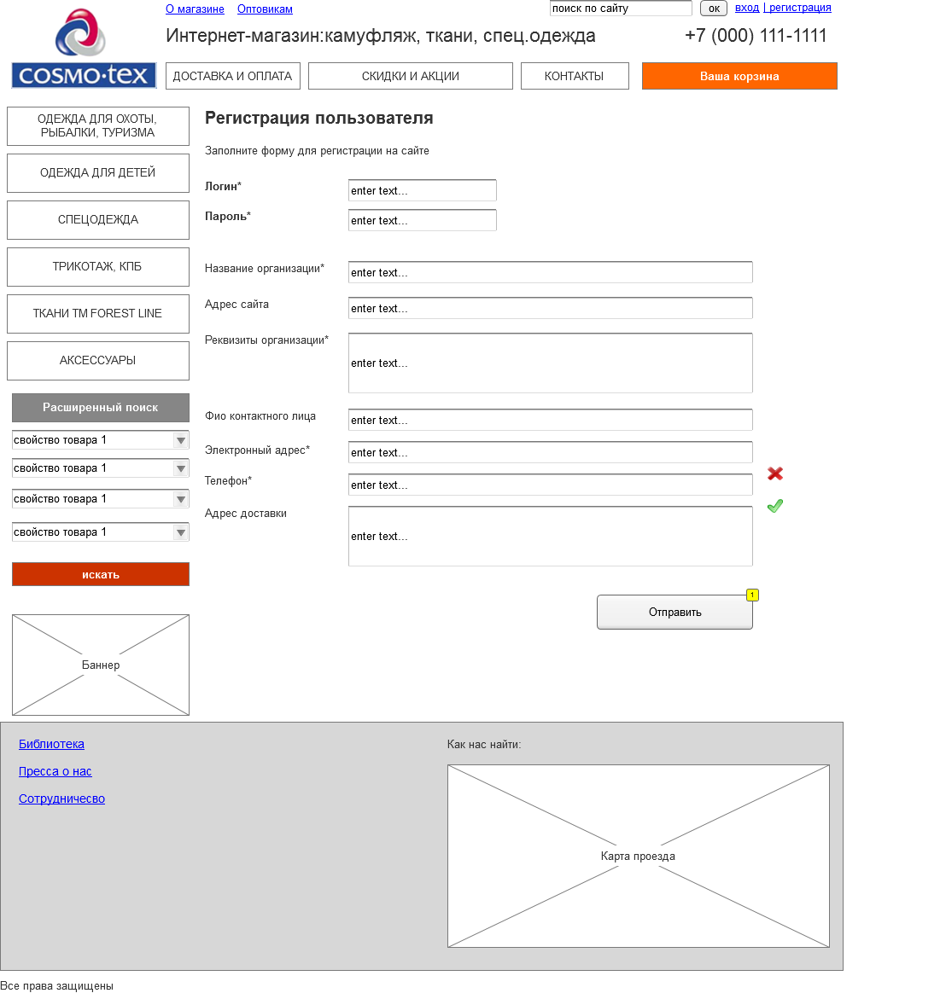 О магазине Оптовикам поиск по сайту ок вход | регистрация
Интернет-магазин:камуфляж, ткани, спец.одежда +7 (000) 111-1111
COSMO·TEX
ДОСТАВКА И ОПЛАТА СКИДКИ И АКЦИИ КОНТАКТЫ Ваша корзина
ОДЕЖДА ДЛЯ ОХОТЫ,
РЫБАЛКИ, ТУРИЗМА
ОДЕЖДА ДЛЯ ДЕТЕЙ
СПЕЦОДЕЖДА
ТРИКОТАЖ, КПБ
ТКАНИ ТМ FOREST LINE
АКСЕССУАРЫ
Расширенный поиск
свойство товара 1
свойство товара 1
свойство товара 1
свойство товара 1
искать
Баннер
Регистрация пользователя
Заполните форму для регистрации на сайте
Логин* enter text...
Пароль* enter text...
Название организации* enter text...
Адрес сайта enter text...
Реквизиты организации* enter text...
Фио контактного лица enter text...
Электронный адрес* enter text...
Телефон* enter text...
Адрес доставки enter text...
1
Отправить
Библиотека
Пресса о нас
Сотрудничесво
Как нас найти:
Карта проезда
Все права защищены